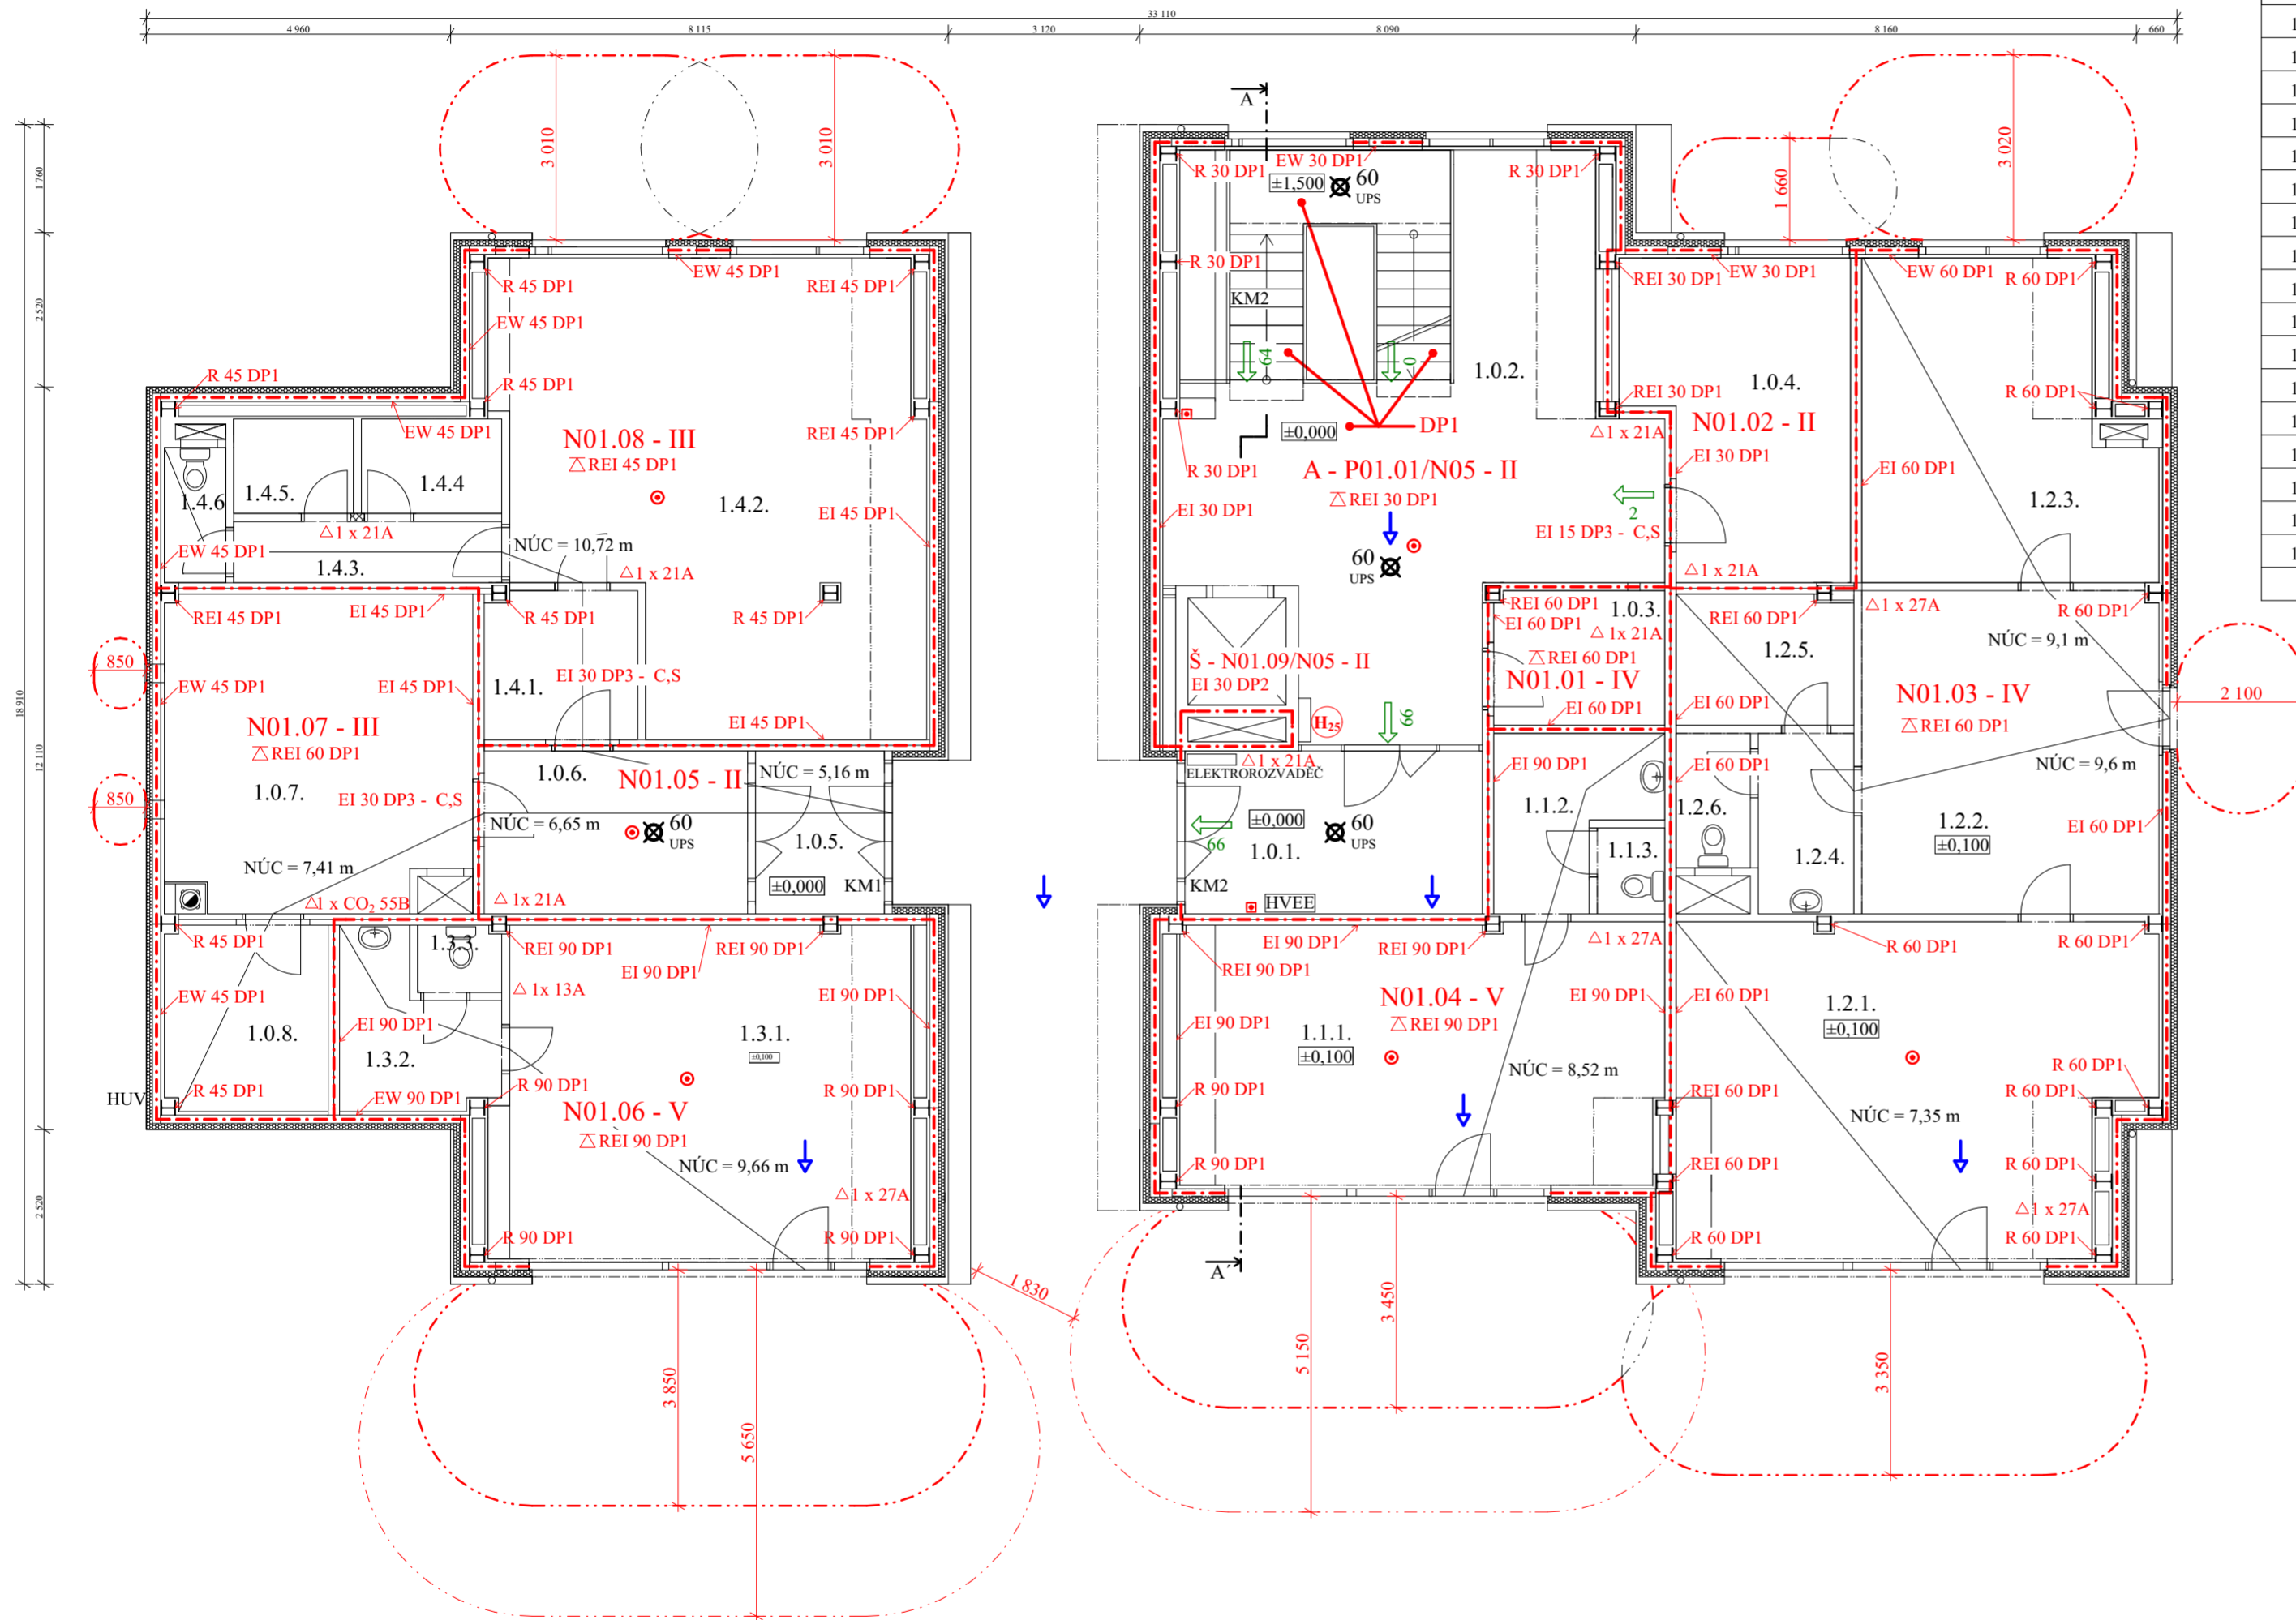 33 110
4 960
8 115
3 120
8 090
8 160
660
18 910
1 760
2 520
12 110
2 520
3 010
3 010
1 660
3 020
A
EW 30 DP1
R 30 DP1
±1,500
60
UPS
R 30 DP1
R 30 DP1
KM2
64
0
1.0.2.
±0,000
DP1
R 30 DP1
A - P01.01/N05 - II
REI 30 DP1
EI 30 DP1
2
EI 15 DP3 - C,S
60
UPS
EW 45 DP1
R 45 DP1
REI 45 DP1
EW 45 DP1
R 45 DP1
R 45 DP1
EW 45 DP1
N01.08 - III
REI 45 DP1
REI 45 DP1
1.4.6
1.4.5.
1.4.4
1.4.2.
EI 45 DP1
1 x 21A
EW 45 DP1
NÚC = 10,72 m
1.4.3.
1 x 21A
REI 45 DP1
EI 45 DP1
R 45 DP1
R 45 DP1
850
EW 45 DP1
EI 45 DP1
1.4.1.
EI 30 DP3 - C,S
N01.07 - III
REI 60 DP1
EI 45 DP1
850
1.0.7.
EI 30 DP3 - C,S
1.0.6.
N01.05 - II
NÚC = 5,16 m
NÚC = 6,65 m
60
UPS
1.0.5.
NÚC = 7,41 m
±0,000
KM1
1 x CO₂ 55B
1 x 21A
R 45 DP1
1.3.3.
REI 90 DP1
REI 90 DP1
EI 90 DP1
EW 45 DP1
1x 13A
EI 90 DP1
EI 90 DP1
1.0.8.
1.3.2.
1.3.1.
±0,100
HUV
R 45 DP1
EW 90 DP1
R 90 DP1
R 90 DP1
N01.06 - V
REI 90 DP1
NÚC = 9,66 m
1 x 27A
R 90 DP1
R 90 DP1
3 850
5 650
1 830
REI 30 DP1
EW 30 DP1
EW 60 DP1
R 60 DP1
REI 30 DP1
1.0.4.
N01.02 - II
1 x 21A
EI 30 DP1
R 60 DP1
EI 60 DP1
1.2.3.
1 x 21A
REI 60 DP1
1.0.3.
EI 60 DP1
1x 21A
REI 60 DP1
N01.01 - IV
EI 60 DP1
REI 60 DP1
1 x 27A
R 60 DP1
1.2.5.
NÚC = 9,1 m
Š - N01.09/N05 - II
EI 30 DP2
H25
66
EI 60 DP1
N01.03 - IV
REI 60 DP1
2 100
1 x 21A
ELEKTROROZVADĚČ
EI 90 DP1
EI 60 DP1
NÚC = 9,6 m
1.1.2.
1.2.6.
±0,000
60
UPS
66
1.0.1.
1.1.3.
1.2.4.
1.2.2.
±0,100
EI 60 DP1
KM2
HVEE
EI 90 DP1
REI 90 DP1
1 x 27A
R 60 DP1
R 60 DP1
REI 90 DP1
N01.04 - V
REI 90 DP1
EI 90 DP1
EI 60 DP1
1.2.1.
±0,100
EI 90 DP1
1.1.1.
±0,100
NÚC = 8,52 m
R 60 DP1
R 90 DP1
REI 60 DP1
R 60 DP1
NÚC = 7,35 m
R 90 DP1
REI 60 DP1
R 60 DP1
1 x 27A
R 60 DP1
R 60 DP1
A´
3 450
5 150
3 350